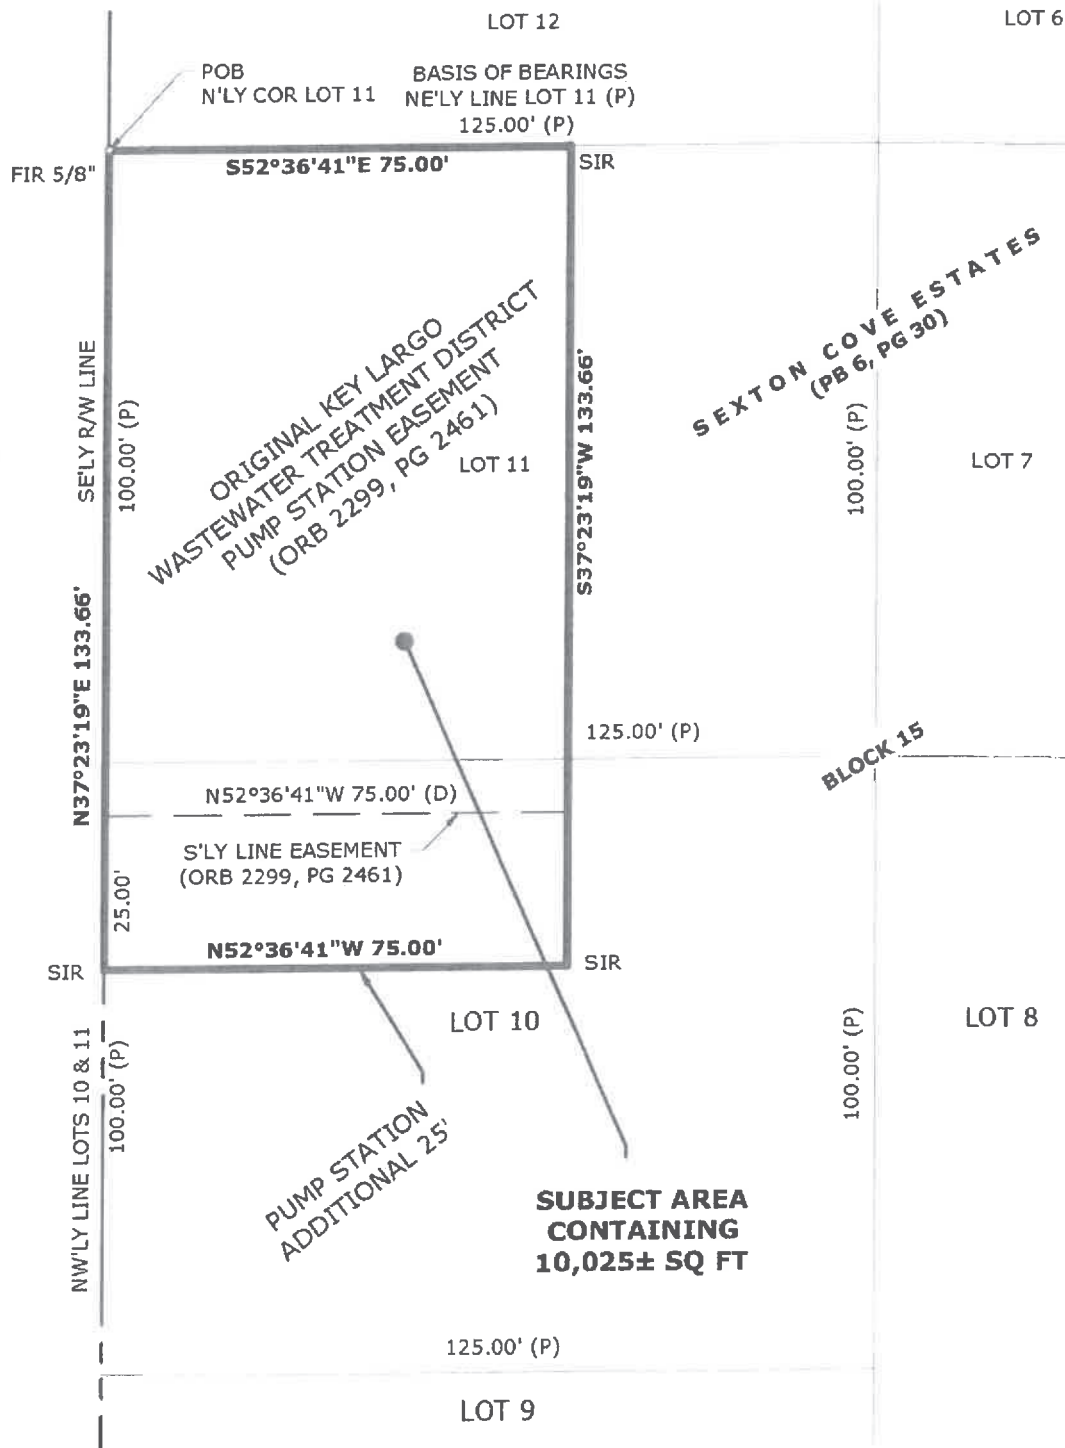 LOT 12
LOT 6
POB
N'LY COR LOT 11
BASIS OF BEARINGS
NE'LY LINE LOT 11 (P)
125.00' (P)
FIR 5/8"
S52°36'41"E 75.00'
SIR
SE'LY R/W LINE
100.00' (P)
ORIGINAL KEY LARGO
WASTEWATER TREATMENT DISTRICT
PUMP STATION EASEMENT
(ORB 2299, PG 2461)
LOT 11
S37°23'19"W 133.66'
SEXTON COVE ESTATES
(PB 6, PG 30)
100.00' (P)
LOT 7
N37°23'19"E 133.66'
125.00' (P)
BLOCK 15
N52°36'41"W 75.00' (D)
S'LY LINE EASEMENT
(ORB 2299, PG 2461)
25.00'
N52°36'41"W 75.00'
SIR
SIR
LOT 10
LOT 8
NW'LY LINE LOTS 10 & 11
100.00' (P)
100.00' (P)
PUMP STATION
ADDITIONAL 25'
SUBJECT AREA
CONTAINING
10,025± SQ FT
125.00' (P)
LOT 9